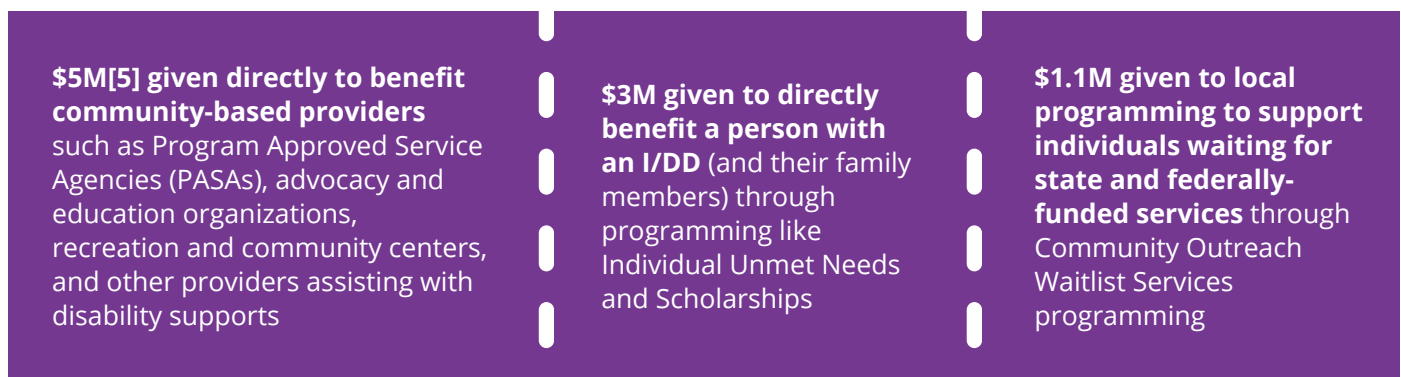 $5M[5] given directly to benefit
community-based providers
such as Program Approved Service
Agencies (PASAs), advocacy and
education organizations,
recreation and community centers,
and other providers assisting with
disability supports
$3M given to directly
benefit a person with
an I/DD (and their family
members) through
programming like
Individual Unmet Needs
and Scholarships
$1.1M given to local
programming to support
individuals waiting for
state and federally-
funded services through
Community Outreach
Waitlist Services
programming